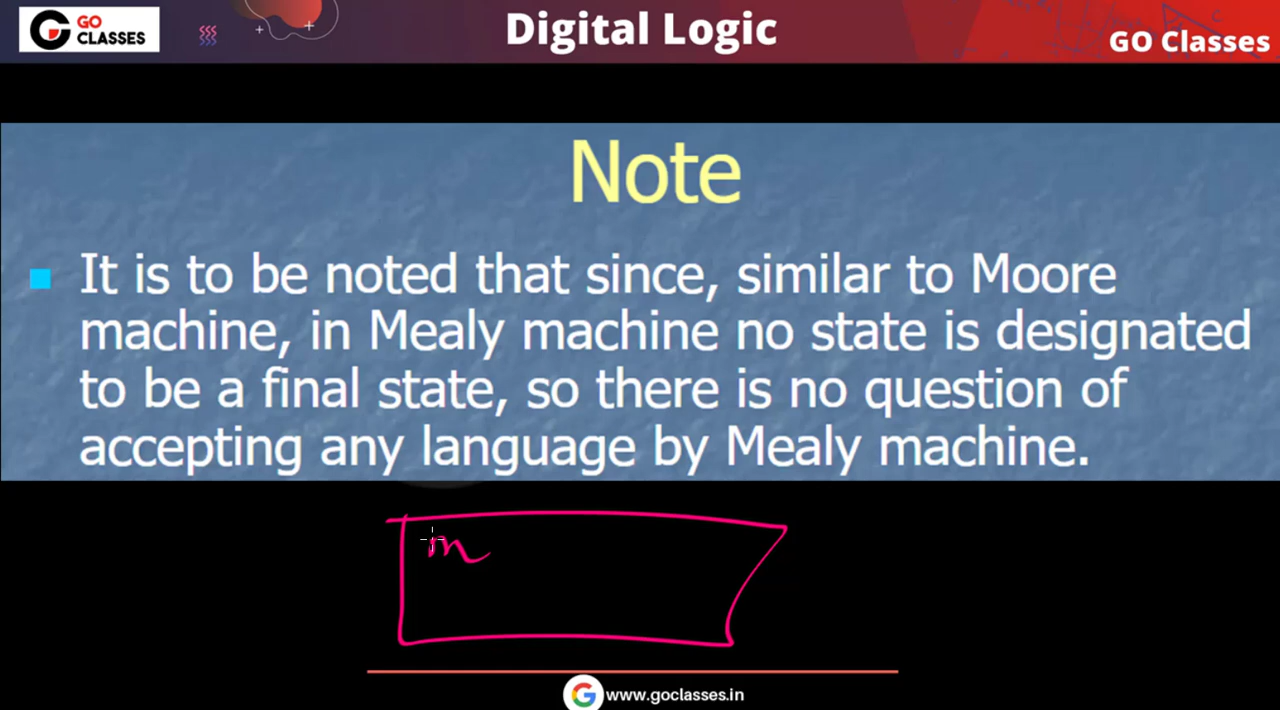 GO
CLASSES
Digital Logic
GO Classes
Note
It is to be noted that since, similar to Moore
machine, in Mealy machine no state is designated
to be a final state, so there is no question of
accepting any language by Mealy machine.
m
www.goclasses.in